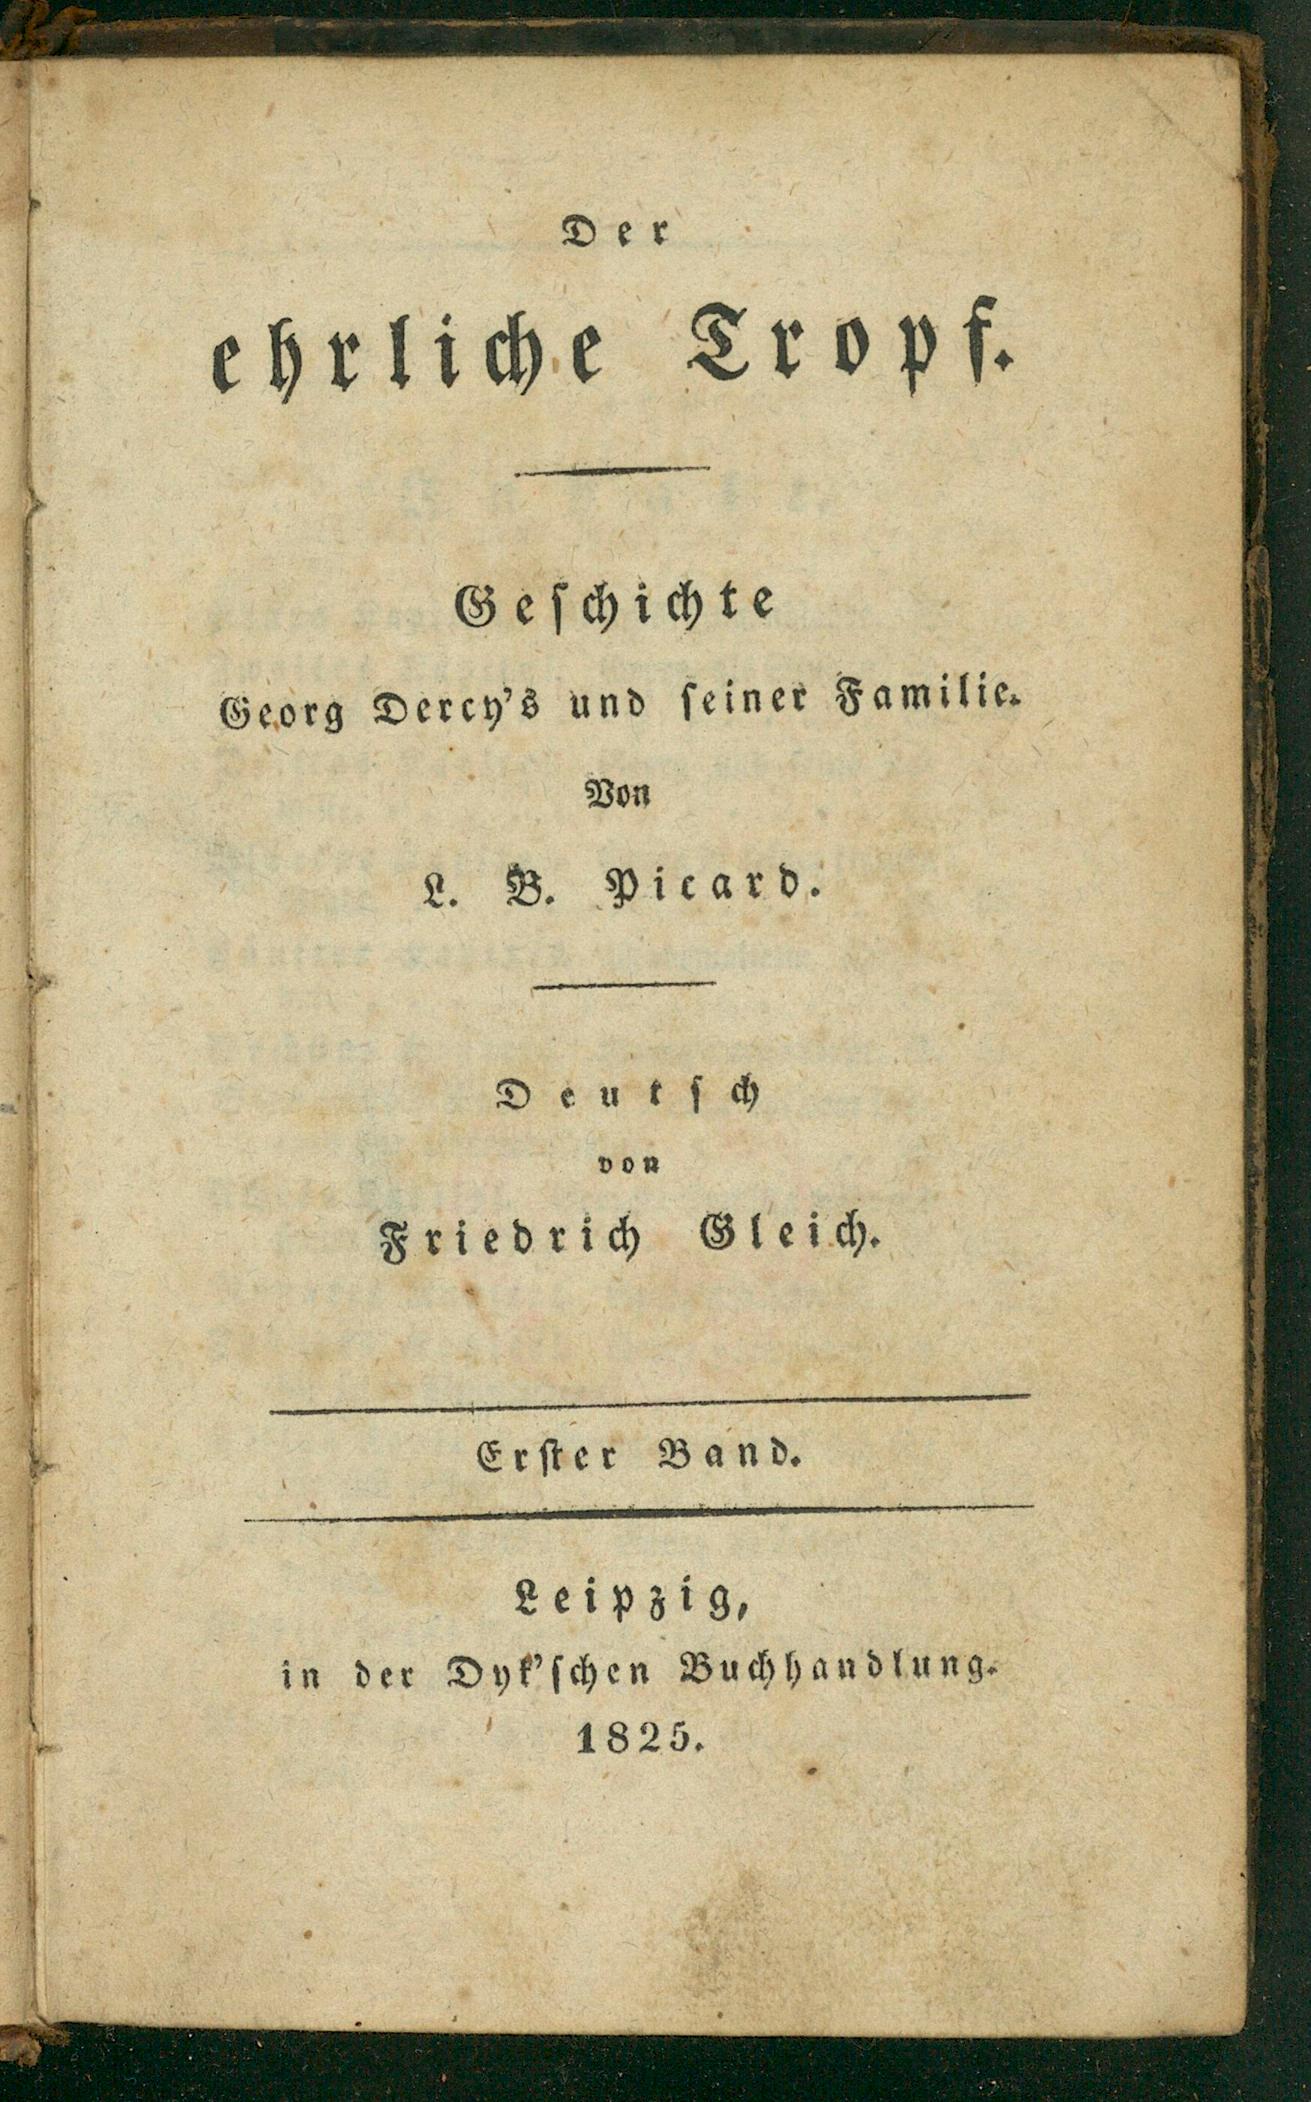 Der
ehrliche Tropf.
Geſchichte
Georg Dercy's und ſeiner Familie.
Von
L. B. Picard.
Deutſch
von
Friedrich Gleich.
Erſter Band.
Leipzig,
in der Dyk'ſchen Buchhandlung.
1825.